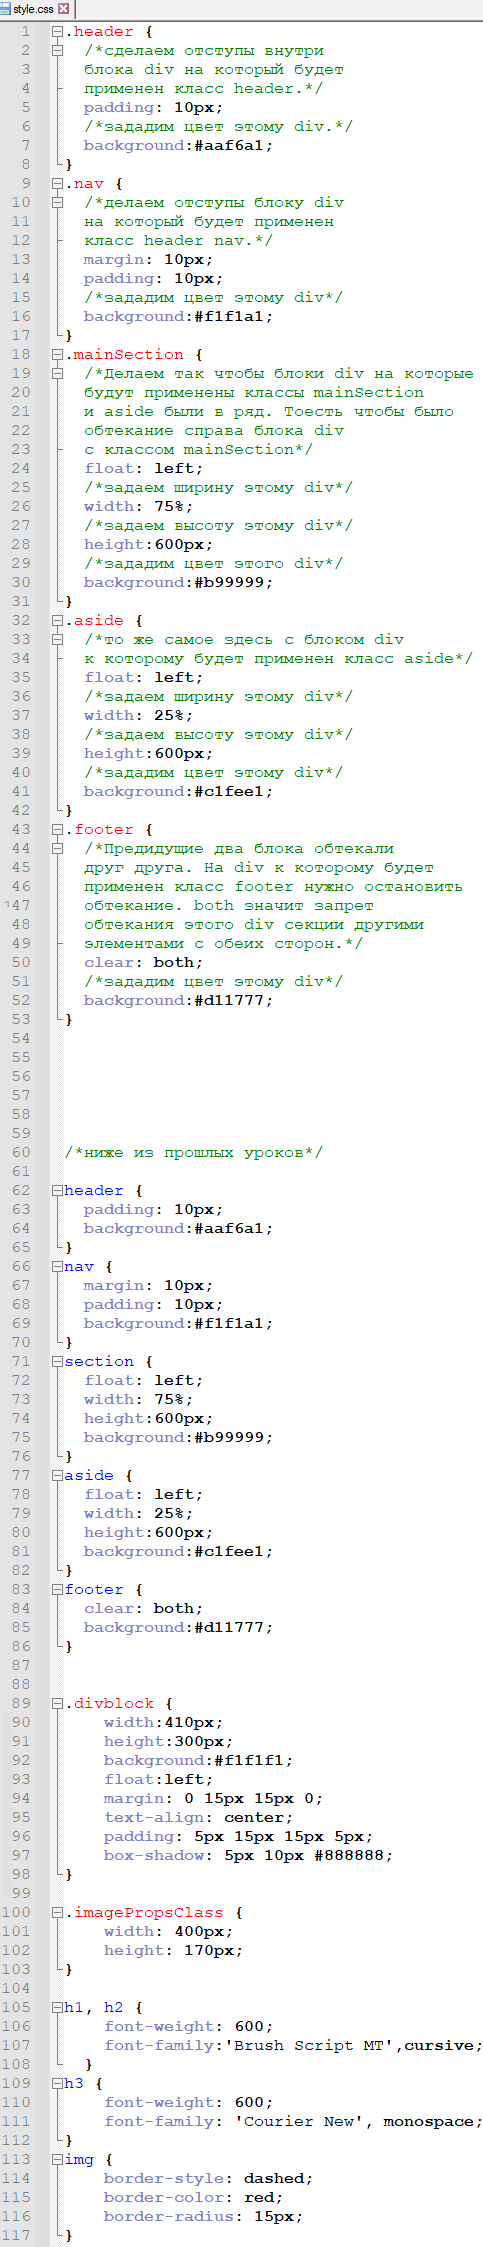 style.css
1 .header {
2 /*сделаем отступы внутри
3 блока div на который будет
4 применен класс header.*/
5 padding: 10px;
6 /*зададим цвет этому div.*/
7 background:#aaf6a1;
8 }
9 .nav {
10 /*делаем отступы блоку div
11 на который будет применен
12 класс header nav.*/
13 margin: 10px;
14 padding: 10px;
15 /*зададим цвет этому div*/
16 background:#f1f1a1;
17 }
18 .mainSection {
19 /*Делаем так чтобы блоки div на которые
20 будут применены классы mainSection
21 и aside были в ряд. Тоесть чтобы было
22 обтекание справа блока div
23 с классом mainSection*/
24 float: left;
25 /*задаем ширину этому div*/
26 width: 75%;
27 /*задаем высоту этому div*/
28 height:600px;
29 /*зададим цвет этого div*/
30 background:#b99999;
31 }
32 .aside {
33 /*то же самое здесь с блоком div
34 к которому будет применен класс aside*/
35 float: left;
36 /*задаем ширину этому div*/
37 width: 25%;
38 /*задаем высоту этому div*/
39 height:600px;
40 /*зададим цвет этому div*/
41 background:#c1fee1;
42 }
43 .footer {
44 /*Предидущие два блока обтекали
45 друг друга. На div к которому будет
46 применен класс footer нужно остановить
47 обтекание. both значит запрет
48 обтекания этого div секции другими
49 элементами с обеих сторон.*/
50 clear: both;
51 /*зададим цвет этому div*/
52 background:#d11777;
53 }
54
55
56
57
58
59
60 /*ниже из прошлых уроков*/
61
62 header {
63 padding: 10px;
64 background:#aaf6a1;
65 }
66 nav {
67 margin: 10px;
68 padding: 10px;
69 background:#f1f1a1;
70 }
71 section {
72 float: left;
73 width: 75%;
74 height:600px;
75 background:#b99999;
76 }
77 aside {
78 float: left;
79 width: 25%;
80 height:600px;
81 background:#c1fee1;
82 }
83 footer {
84 clear: both;
85 background:#d11777;
86 }
87
88
89 .divblock {
90 width:410px;
91 height:300px;
92 background:#f1f1f1;
93 float:left;
94 margin: 0 15px 15px 0;
95 text-align: center;
96 padding: 5px 15px 15px 5px;
97 box-shadow: 5px 10px #888888;
98 }
99
100 .imagePropsClass {
101 width: 400px;
102 height: 170px;
103 }
104
105 h1, h2 {
106 font-weight: 600;
107 font-family:'Brush Script MT',cursive;
108 }
109 h3 {
110 font-weight: 600;
111 font-family: 'Courier New', monospace;
112 }
113 img {
114 border-style: dashed;
115 border-color: red;
116 border-radius: 15px;
117 }